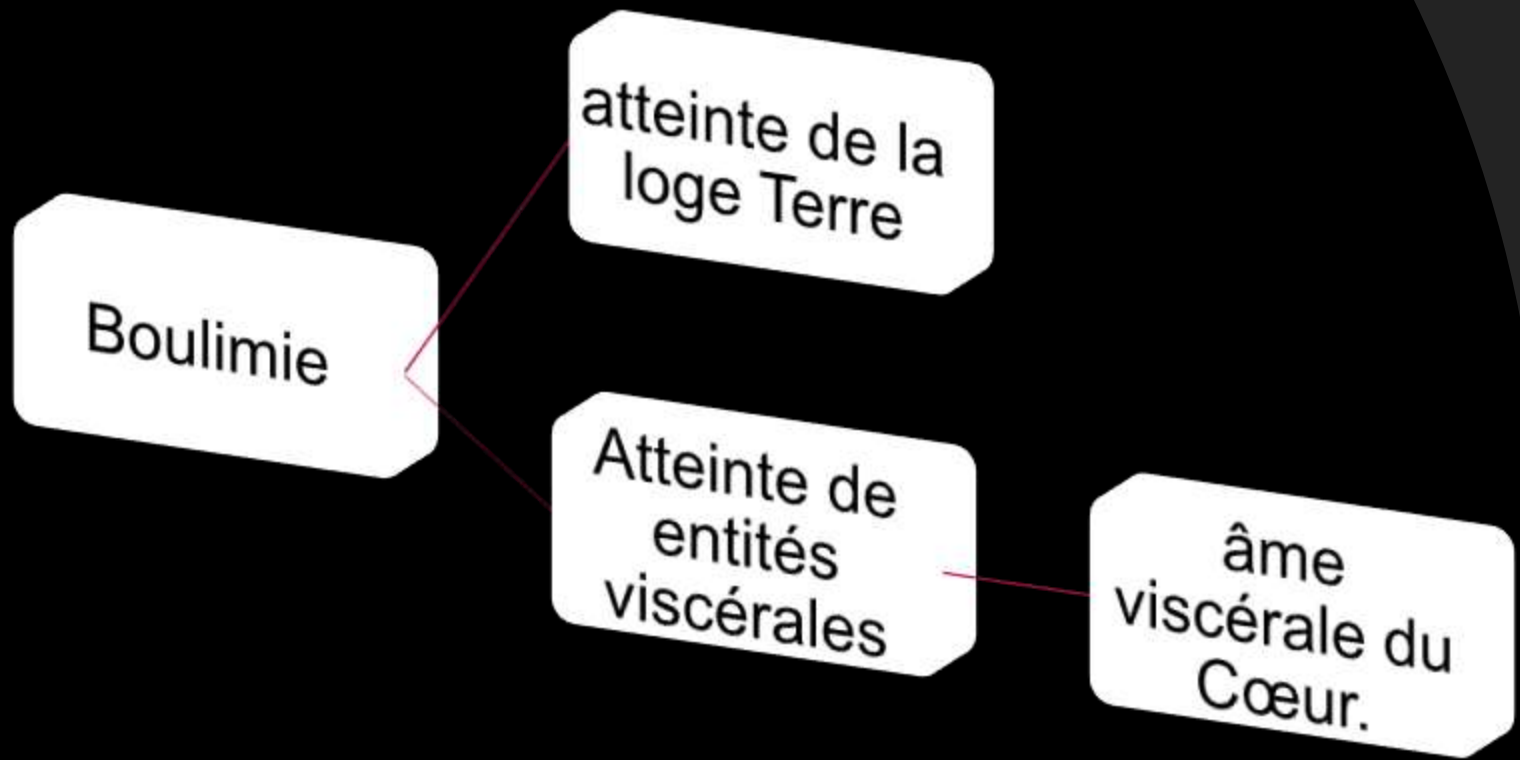 atteinte de la
loge Terre
Boulimie
Atteinte de
entités
viscérales
âme
viscérale du
Cœur.